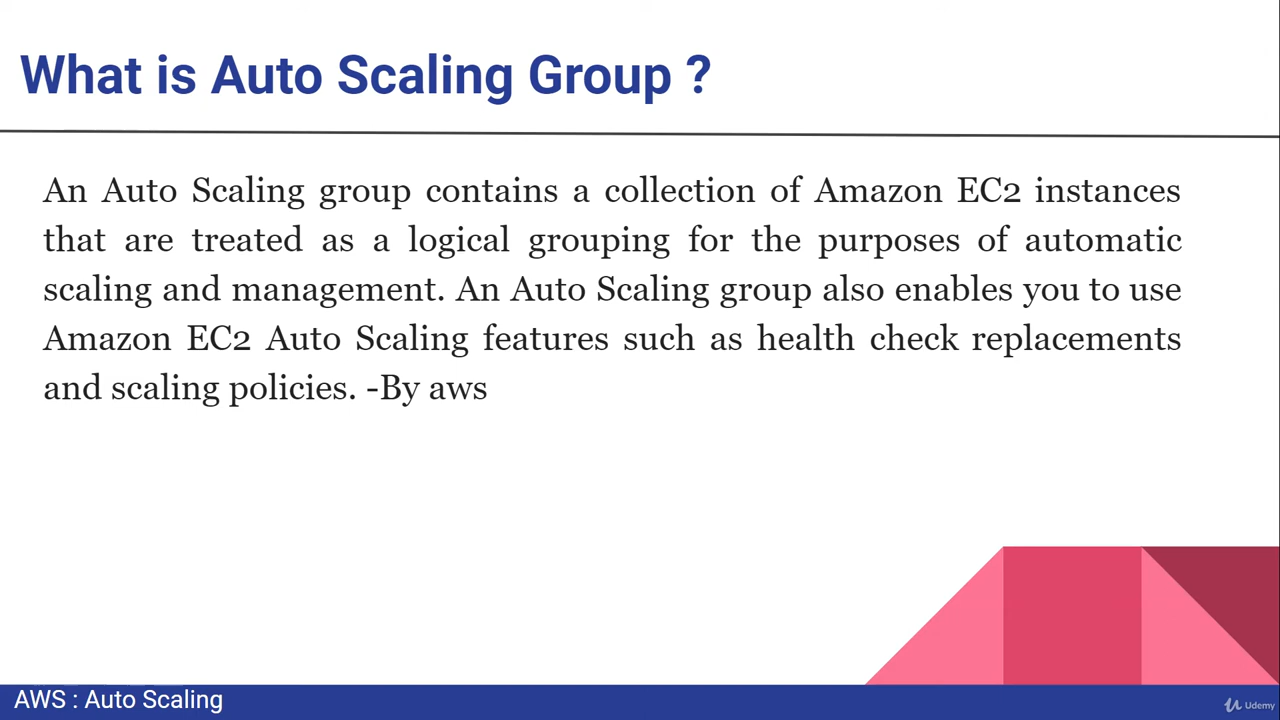 What is Auto Scaling Group ?
An Auto Scaling group contains a collection of Amazon EC2 instances
that are treated as a logical grouping for the purposes of automatic
scaling and management. An Auto Scaling group also enables you to use
Amazon EC2 Auto Scaling features such as health check replacements
and scaling policies. -By aws
AWS : Auto Scaling
Udemy